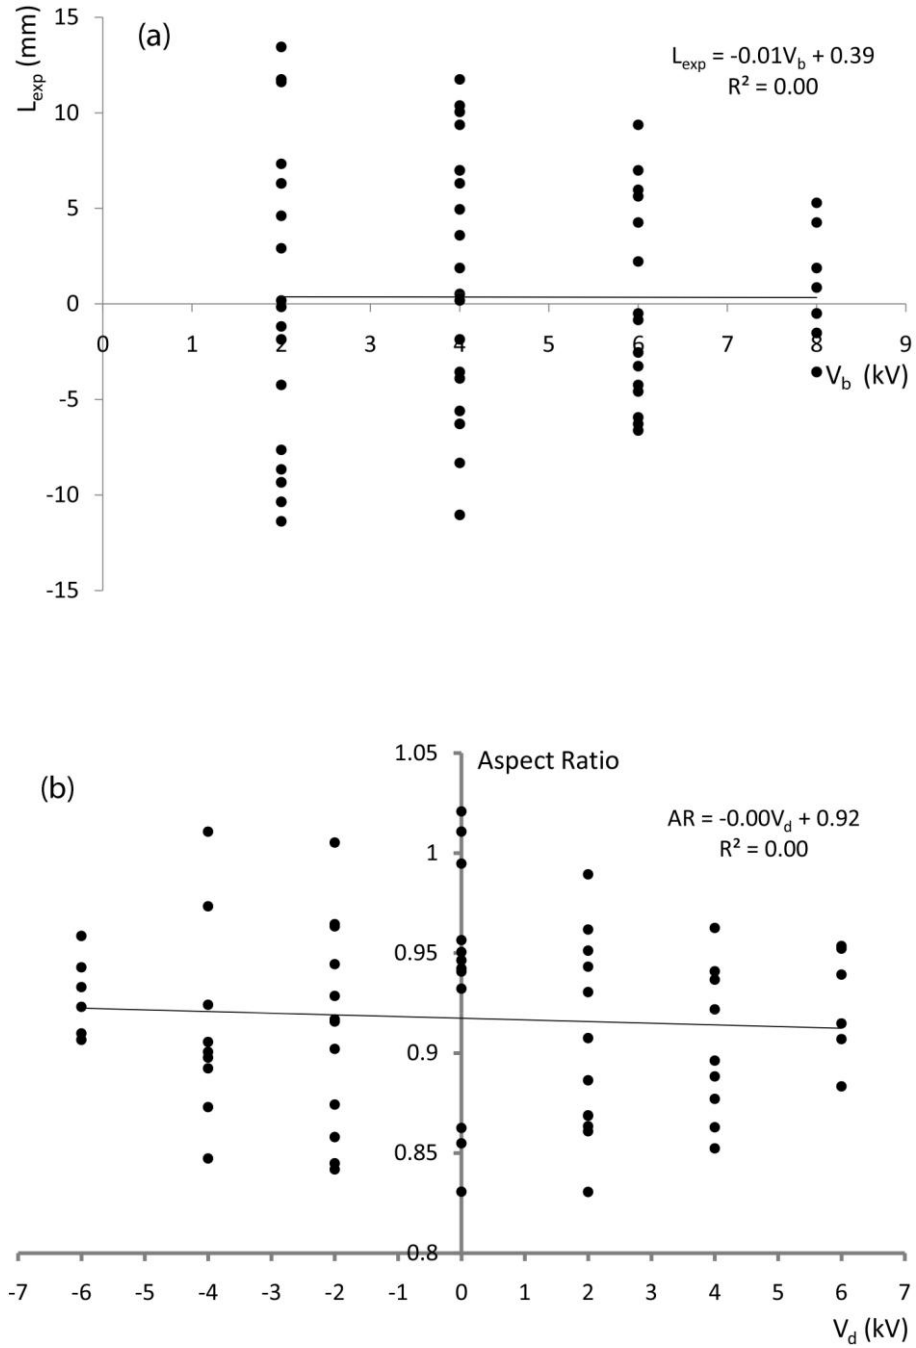 (a)
L_exp (mm)
L_exp = -0.01V_b + 0.39
R² = 0.00
15
10
5
0
-5
-10
-15
0 1 2 3 4 5 6 7 8 9
V_b (kV)
(b)
Aspect Ratio
AR = -0.00V_d + 0.92
R² = 0.00
1.05
1
0.95
0.9
0.85
0.8
-7 -6 -5 -4 -3 -2 -1 0 1 2 3 4 5 6 7
V_d (kV)